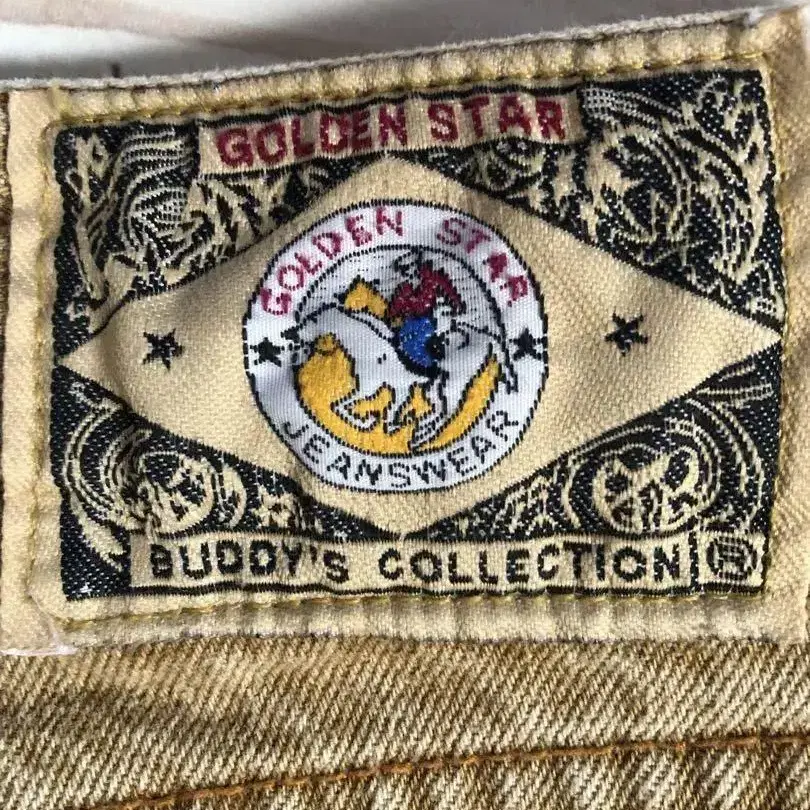 GOLDEN STAR
GOLDEN STAR
JEANSWEAR
BUDDY'S COLLECTION ®